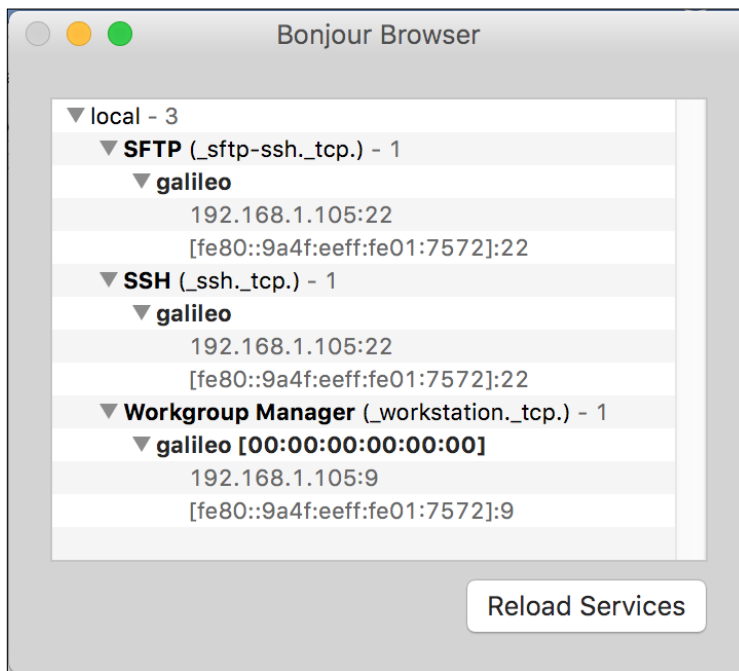 Bonjour Browser
local - 3
SFTP (_sftp-ssh._tcp.) - 1
galileo
192.168.1.105:22
[fe80::9a4f:eeff:fe01:7572]:22
SSH (_ssh._tcp.) - 1
galileo
192.168.1.105:22
[fe80::9a4f:eeff:fe01:7572]:22
Workgroup Manager (_workstation._tcp.) - 1
galileo [00:00:00:00:00:00]
192.168.1.105:9
[fe80::9a4f:eeff:fe01:7572]:9
Reload Services